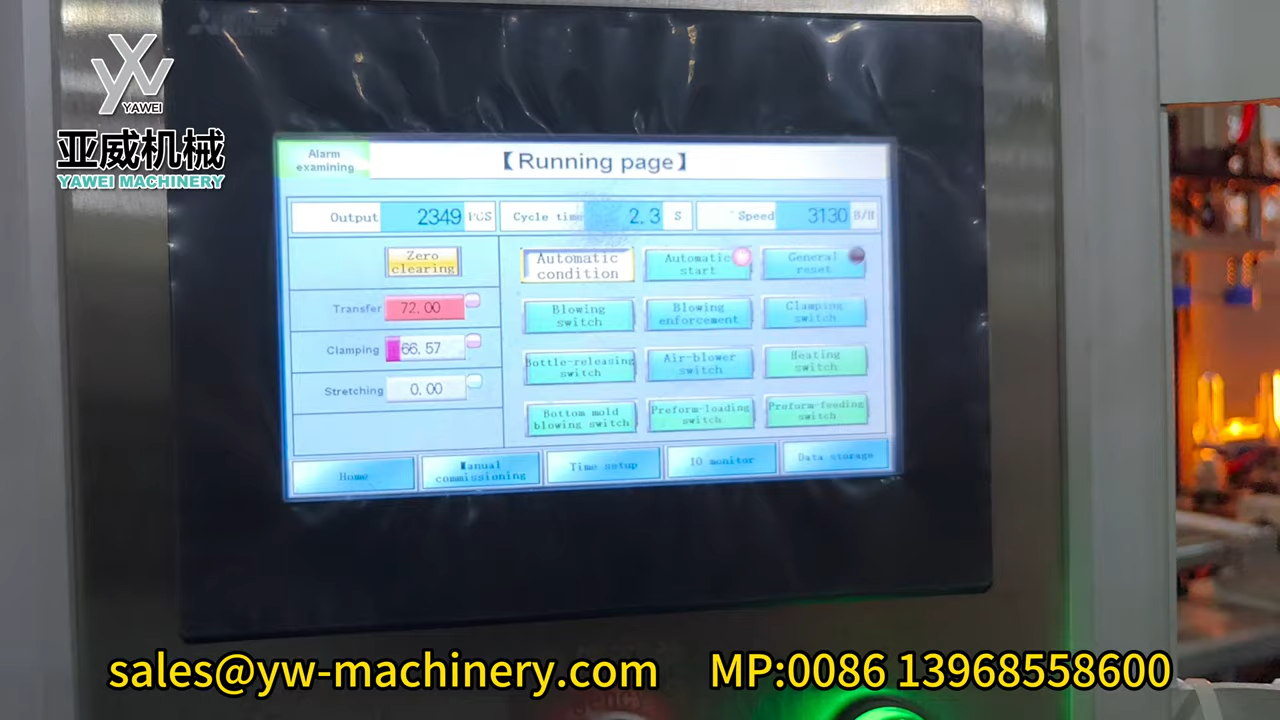 YAWEI
亚威机械
YAWEI MACHINERY
Alarm
examining
【Running page】
Output 2349 PCS
Cycle time 2.3 S
Speed 3130 B/H
Zero
clearing
Transfer 72.00
Clamping 66.57
Stretching 0.00
Automatic
condition
Automatic
start
General
reset
Blowing
switch
Blowing
enforcement
Clamping
switch
Bottle-releasing
switch
Air-blower
switch
Heating
switch
Bottom mold
blowing switch
Preform-loading
switch
Preform-feeding
switch
Home
Manual
commissioning
Time setup
IO monitor
Data storage
sales@yw-machinery.com MP:0086 13968558600